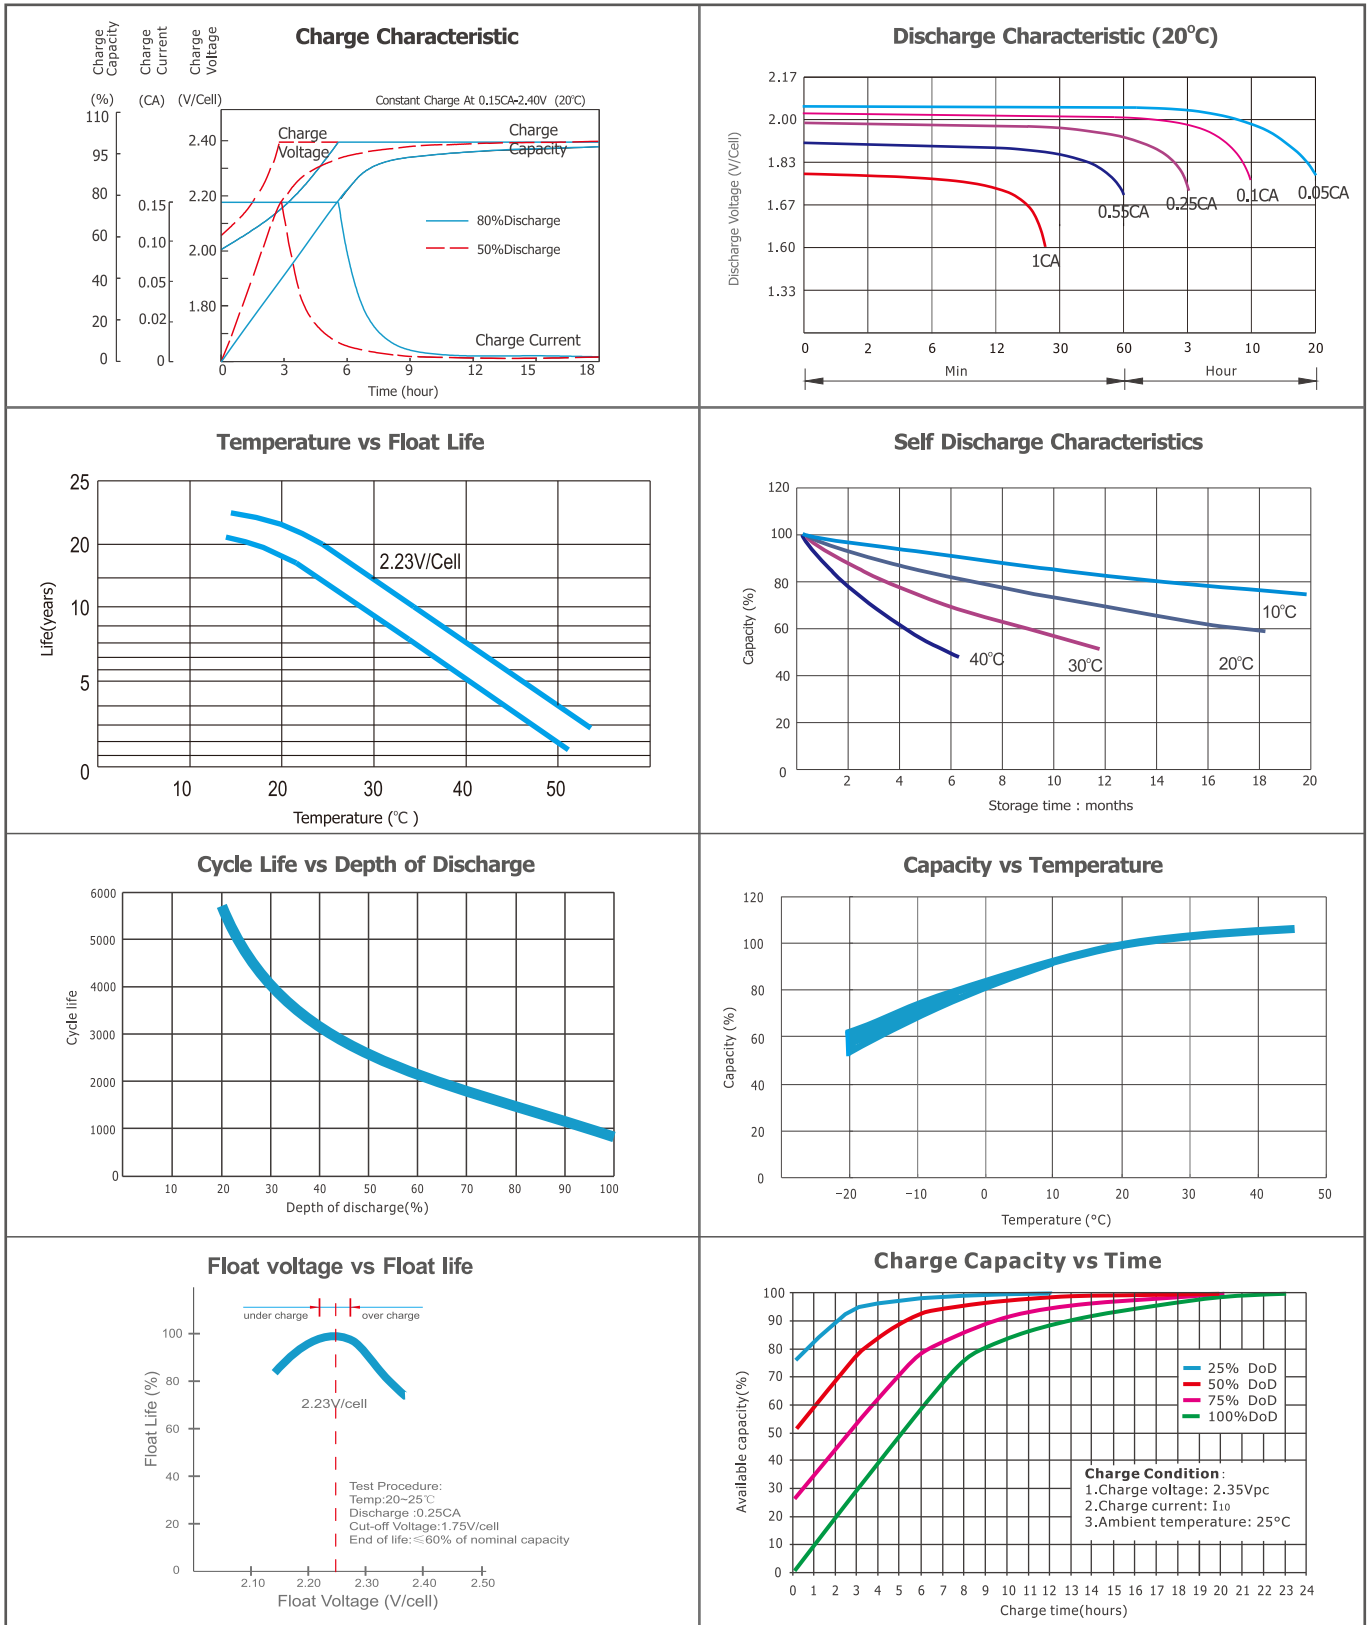 Charge Characteristic
Charge Capacity
Charge Current
Charge Voltage
(%)
(CA)
(V/Cell)
Constant Charge At 0.15CA-2.40V (20°C)
110
95
80
60
40
20
0
0.15
0.10
0.05
0.02
0
2.40
2.20
2.00
1.80
Charge
Voltage
Charge
Capacity
80%Discharge
50%Discharge
Charge Current
0 3 6 9 12 15 18
Time (hour)
Discharge Characteristic (20°C)
Discharge Voltage (V/Cell)
2.17
2.00
1.83
1.67
1.60
1.33
1CA
0.55CA
0.25CA
0.1CA
0.05CA
0 2 6 12 30 60 3 10 20
Min
Hour
Temperature vs Float Life
Life(years)
25
20
10
5
0
2.23V/Cell
10 20 30 40 50
Temperature (℃ )
Self Discharge Characteristics
Capacity (%)
120
100
80
60
40
20
0
10°C
20°C
30°C
40°C
2 4 6 8 10 12 14 16 18 20
Storage time : months
Cycle Life vs Depth of Discharge
Cycle life
6000
5000
4000
3000
2000
1000
0
10 20 30 40 50 60 70 80 90 100
Depth of discharge(%)
Capacity vs Temperature
Capacity (%)
120
100
80
60
40
20
0
−20 −10 0 10 20 30 40 50
Temperature (°C)
Float voltage vs Float life
under charge
over charge
Float Life (%)
100
80
60
40
20
0
2.23V/cell
Test Procedure:
Temp:20~25℃
Discharge :0.25CA
Cut-off Voltage:1.75V/cell
End of life:≤60% of nominal capacity
2.10 2.20 2.30 2.40 2.50
Float Voltage (V/cell)
Charge Capacity vs Time
Available capacity(%)
100
90
80
70
60
50
40
30
20
10
0
25% DoD
50% DoD
75% DoD
100%DoD
Charge Condition:
1.Charge voltage: 2.35Vpc
2.Charge current: I10
3.Ambient temperature: 25°C
0 1 2 3 4 5 6 7 8 9 10 11 12 13 14 15 16 17 18 19 20 21 22 23 24
Charge time(hours)